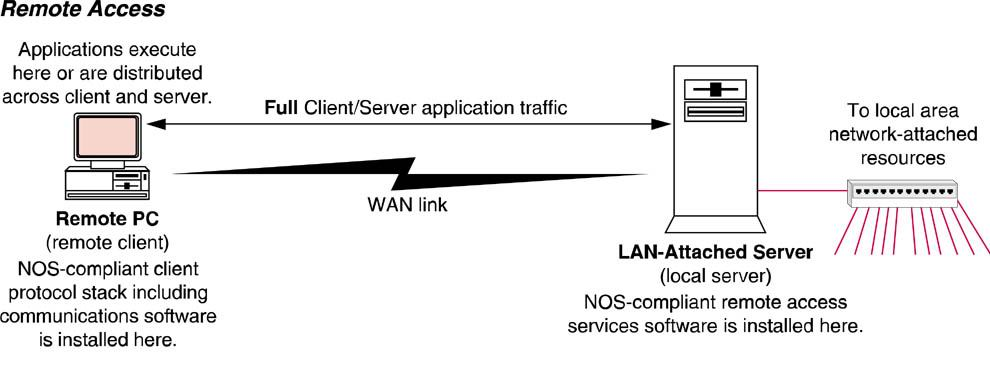 Remote Access
Applications execute
here or are distributed
across client and server.
Full Client/Server application traffic
To local area
network-attached
resources
WAN link
Remote PC
(remote client)
NOS-compliant client
protocol stack including
communications software
is installed here.
LAN-Attached Server
(local server)
NOS-compliant remote access
services software is installed here.